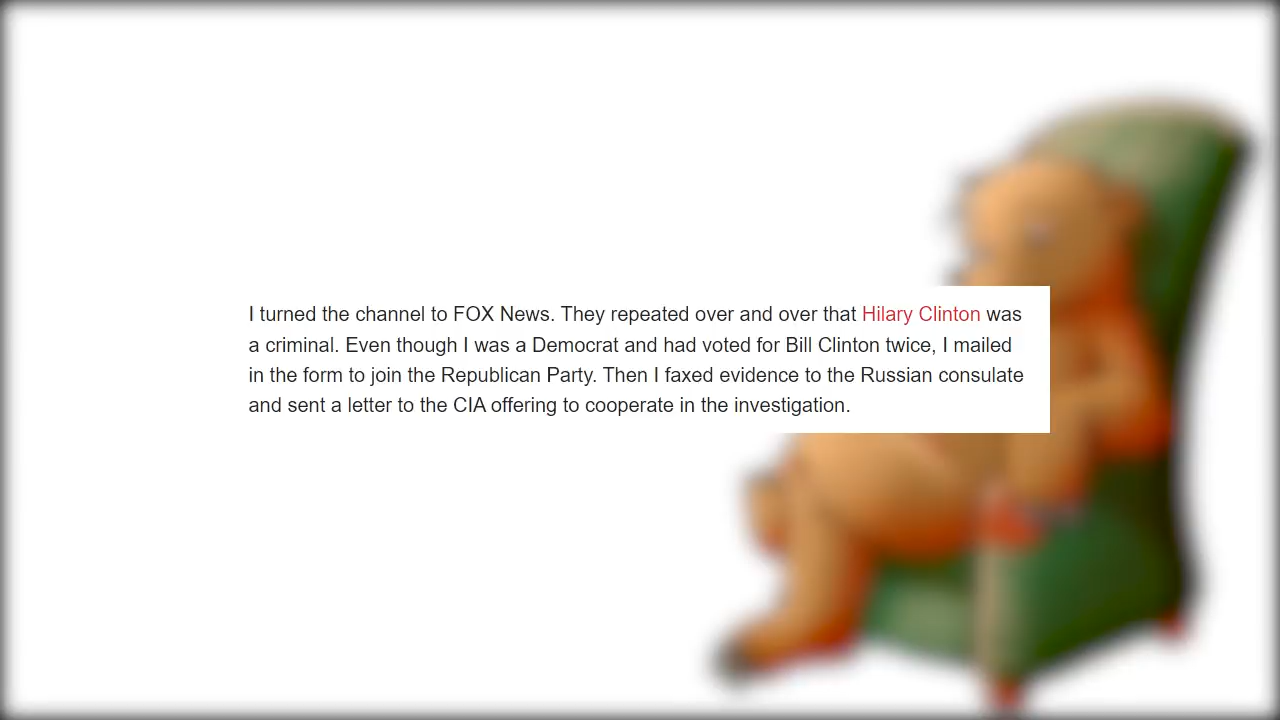 I turned the channel to FOX News. They repeated over and over that Hilary Clinton was
a criminal. Even though I was a Democrat and had voted for Bill Clinton twice, I mailed
in the form to join the Republican Party. Then I faxed evidence to the Russian consulate
and sent a letter to the CIA offering to cooperate in the investigation.